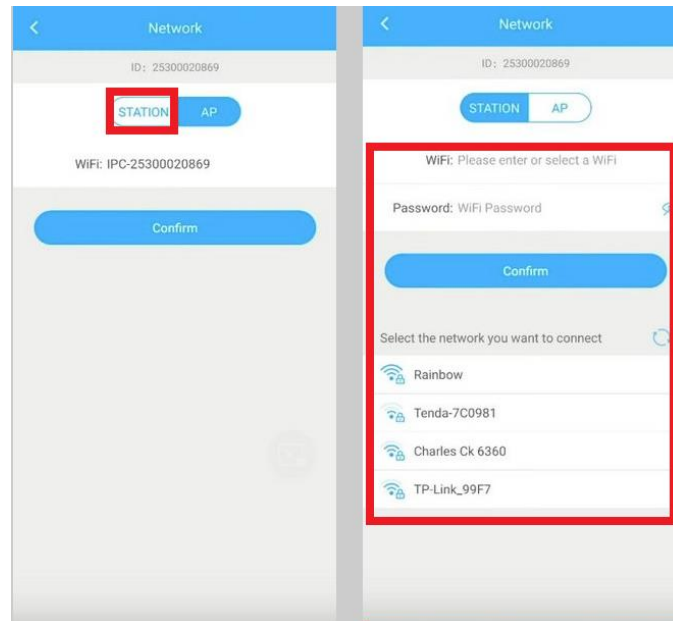 Network
ID: 25300020869
STATION AP
WiFi: IPC-25300020869
Confirm
Network
ID: 25300020869
STATION AP
WiFi: Please enter or select a WiFi
Password: WiFi Password
Confirm
Select the network you want to connect
Rainbow
Tenda-7C0981
Charles Ck 6360
TP-Link_99F7